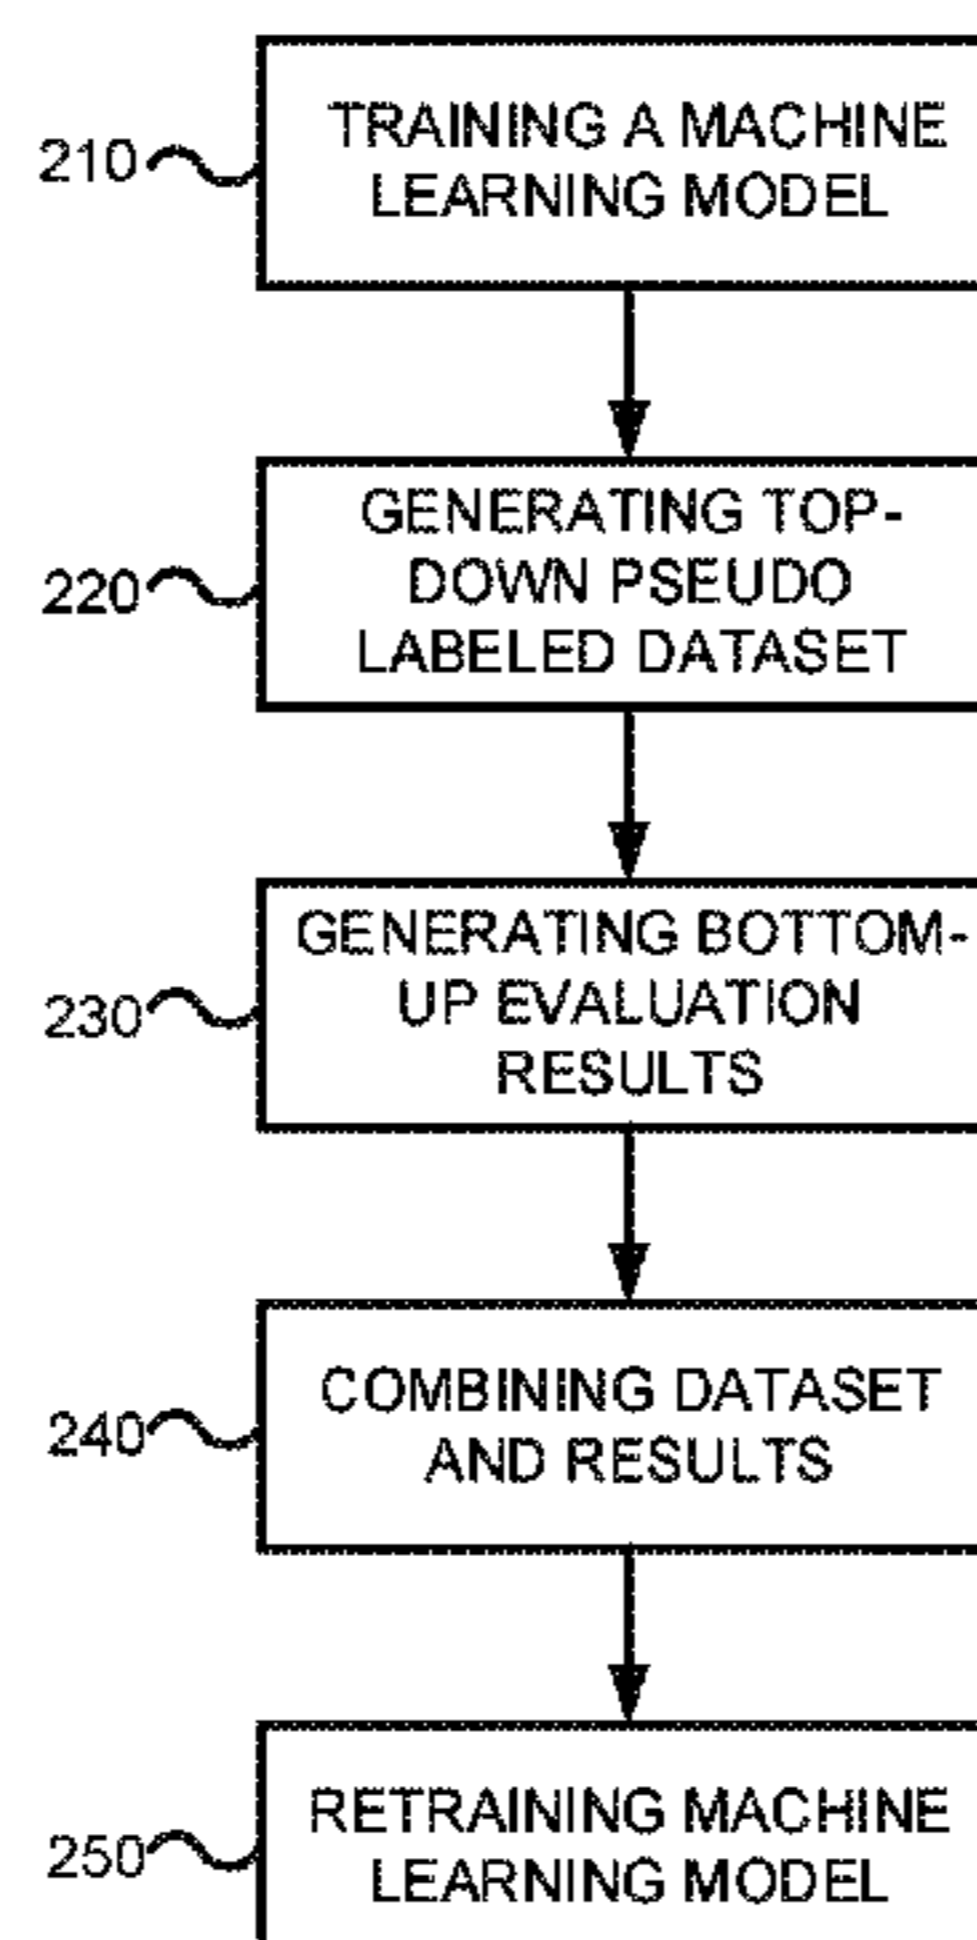 210
TRAINING A MACHINE
LEARNING MODEL
220
GENERATING TOP-
DOWN PSEUDO
LABELED DATASET
230
GENERATING BOTTOM-
UP EVALUATION
RESULTS
240
COMBINING DATASET
AND RESULTS
250
RETRAINING MACHINE
LEARNING MODEL